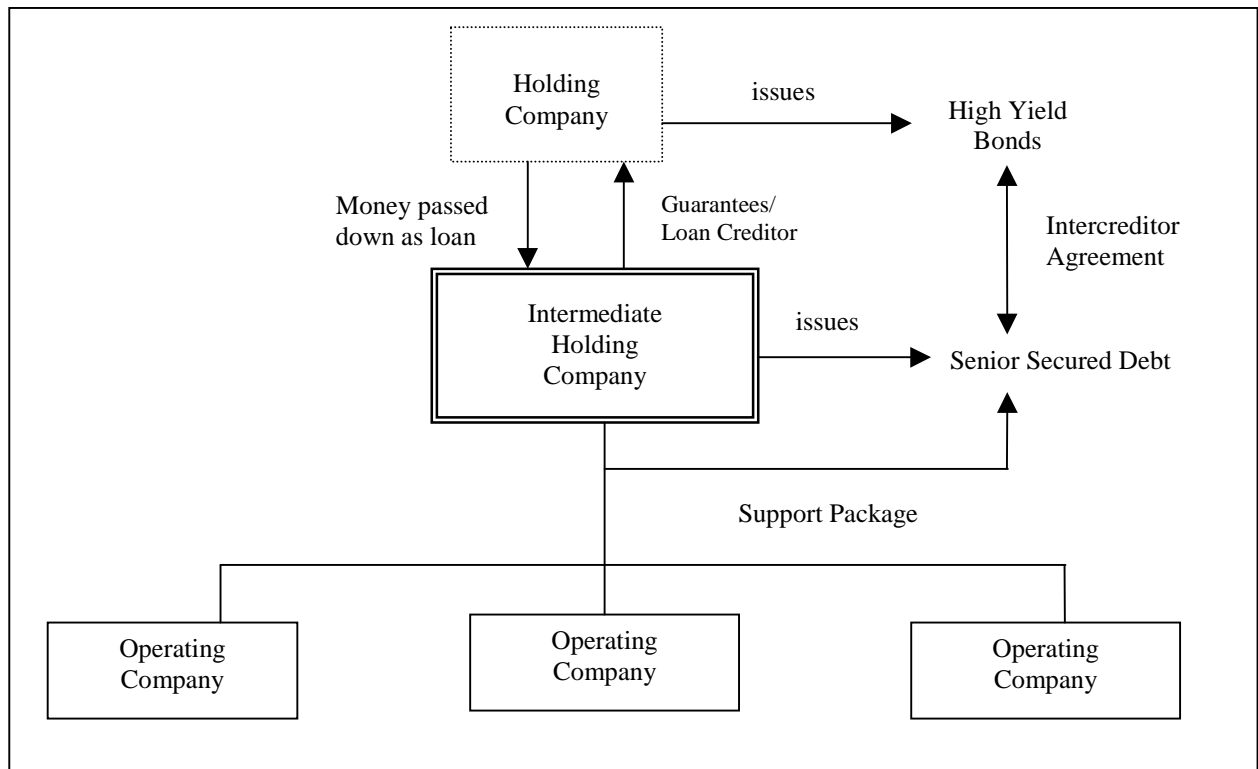 Holding
Company
issues
High Yield
Bonds
Money passed
down as loan
Guarantees/
Loan Creditor
Intercreditor
Agreement
Intermediate
Holding
Company
issues
Senior Secured Debt
Support Package
Operating
Company
Operating
Company
Operating
Company